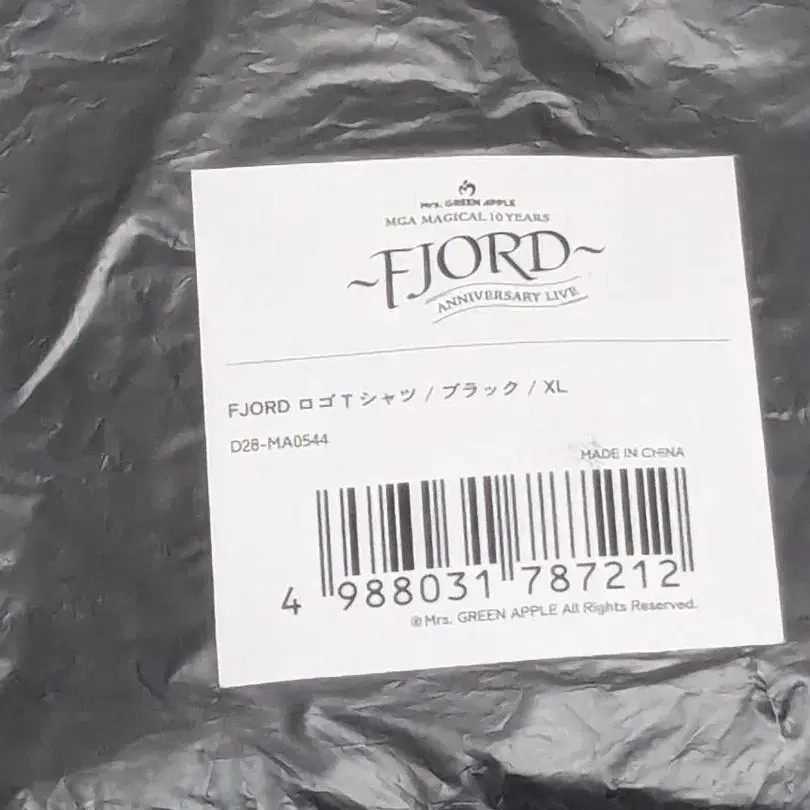 Mrs. GREEN APPLE
MGA MAGICAL 10 YEARS
~FJORD~
ANNIVERSARY LIVE
FJORD ロゴTシャツ / ブラック / XL
D28-MA0544
MADE IN CHINA
4 988031 787212
®Mrs. GREEN APPLE All Rights Reserved.